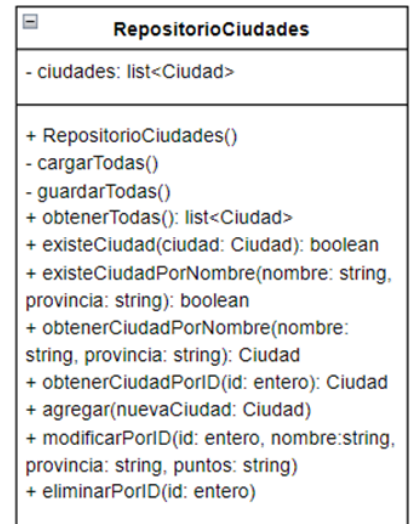 RepositorioCiudades
- ciudades: list<Ciudad>
+ RepositorioCiudades()
- cargarTodas()
- guardarTodas()
+ obtenerTodas(): list<Ciudad>
+ existeCiudad(ciudad: Ciudad): boolean
+ existeCiudadPorNombre(nombre: string,
provincia: string): boolean
+ obtenerCiudadPorNombre(nombre:
string, provincia: string): Ciudad
+ obtenerCiudadPorID(id: entero): Ciudad
+ agregar(nuevaCiudad: Ciudad)
+ modificarPorID(id: entero, nombre:string,
provincia: string, puntos: string)
+ eliminarPorID(id: entero)